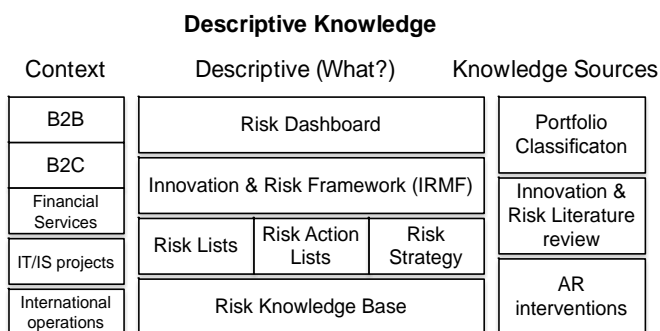 Descriptive Knowledge
Context
Descriptive (What?)
Knowledge Sources
B2B
B2C
Financial
Services
IT/IS projects
International
operations
Risk Dashboard
Innovation & Risk Framework (IRMF)
Risk Lists
Risk Action
Lists
Risk
Strategy
Risk Knowledge Base
Portfolio
Classificaton
Innovation &
Risk Literature
review
AR
interventions